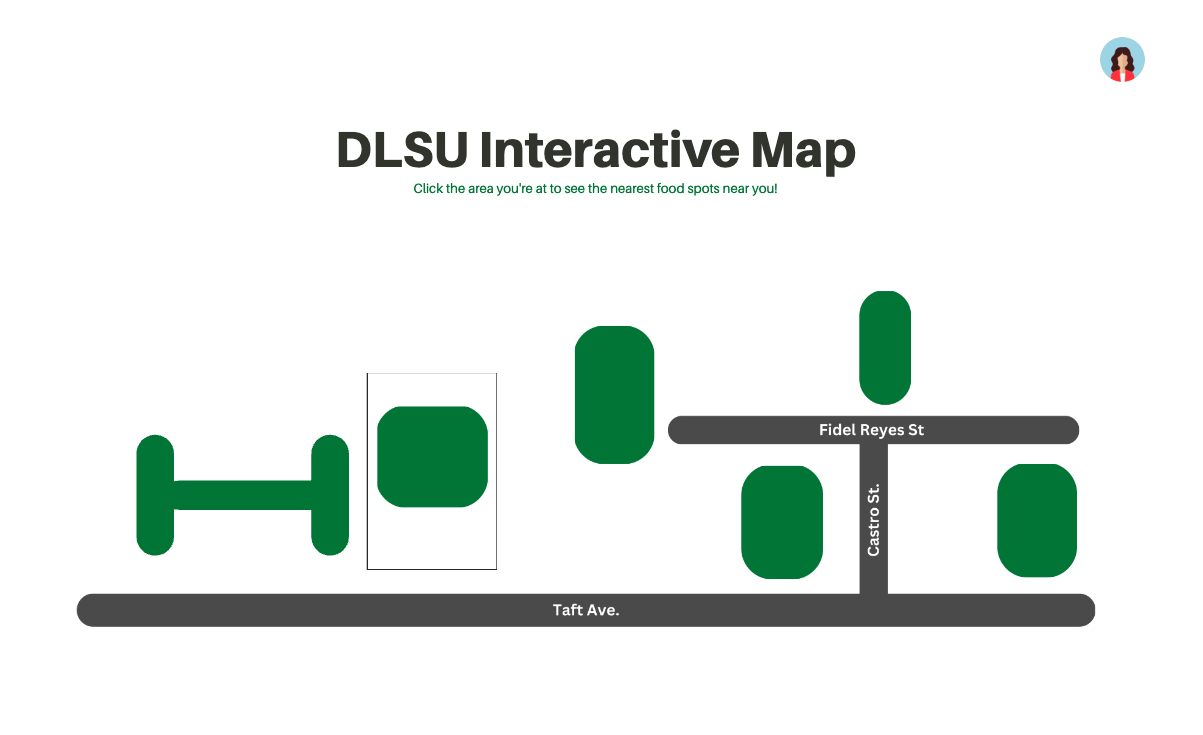 DLSU Interactive Map
Click the area you're at to see the nearest food spots near you!
Fidel Reyes St
Castro St.
Taft Ave.